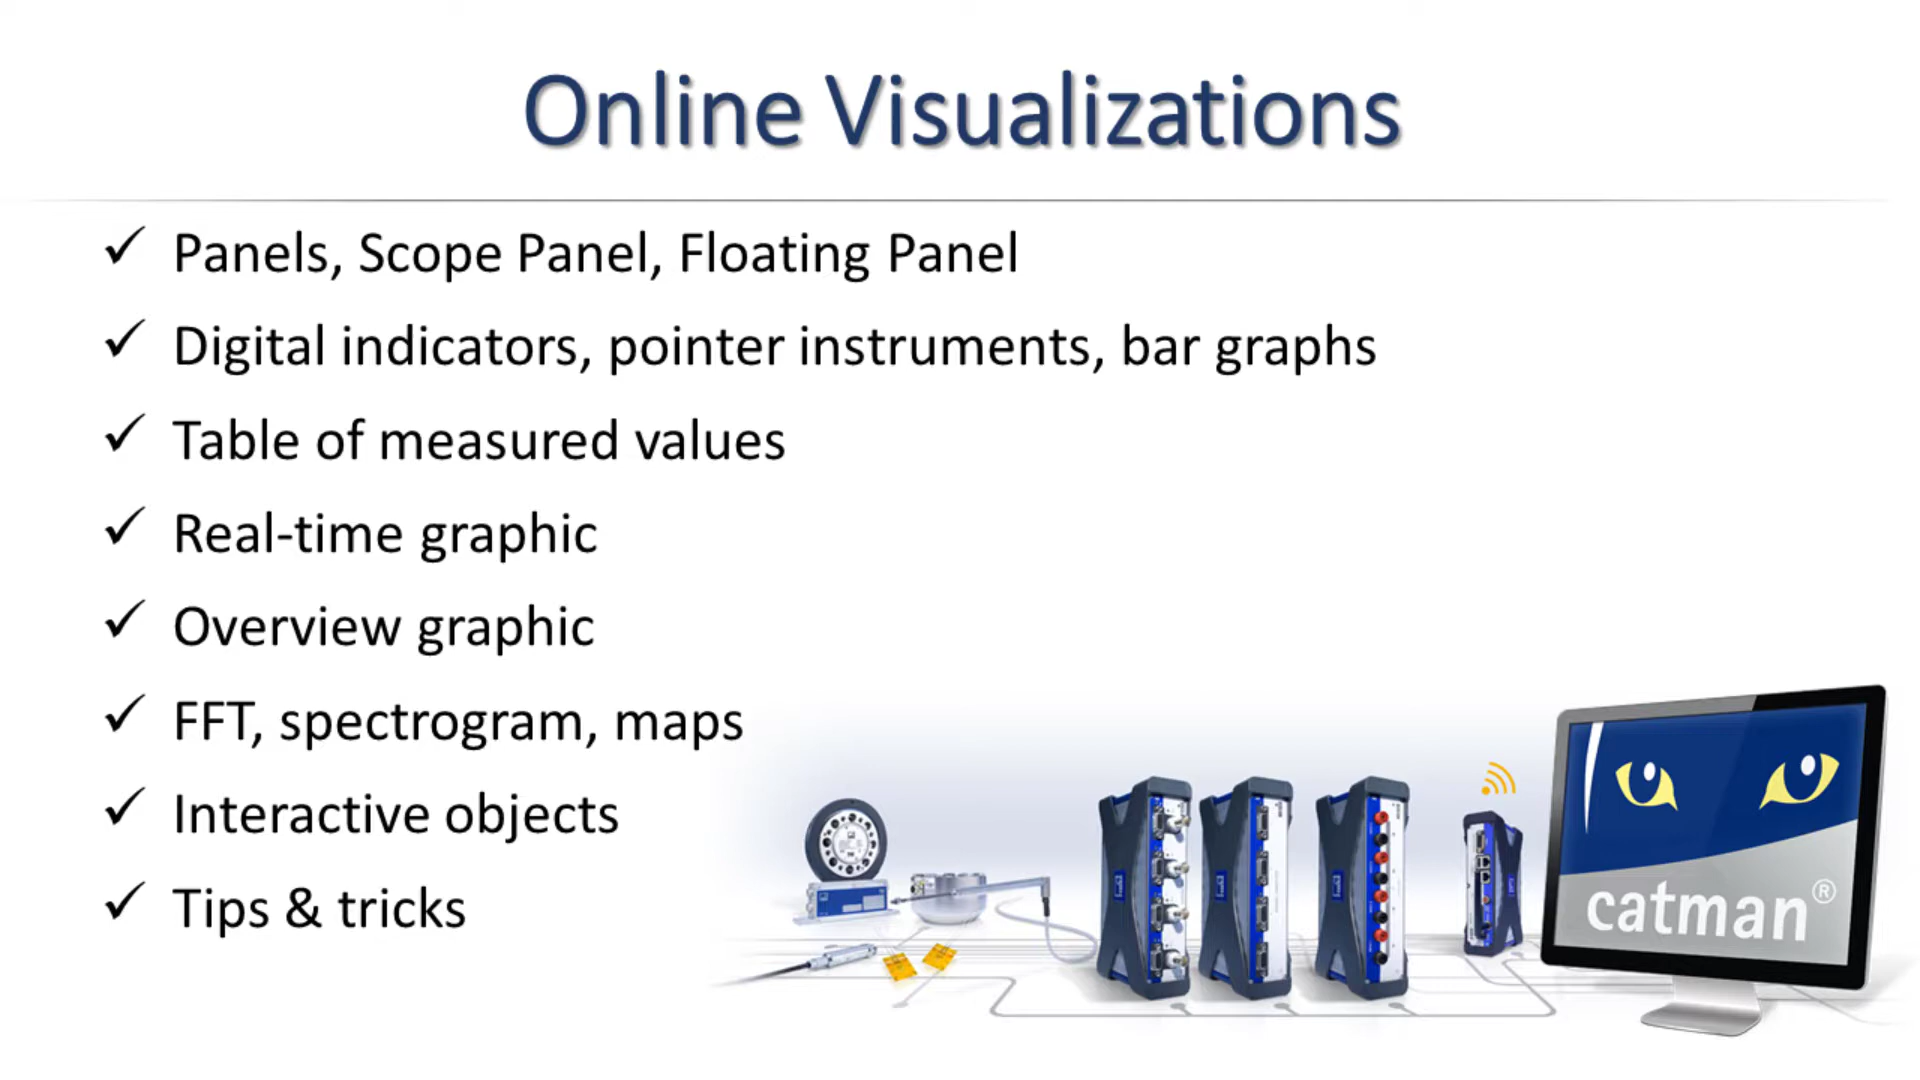 Online Visualizations
✓ Panels, Scope Panel, Floating Panel
✓ Digital indicators, pointer instruments, bar graphs
✓ Table of measured values
✓ Real-time graphic
✓ Overview graphic
✓ FFT, spectrogram, maps
✓ Interactive objects
✓ Tips & tricks
catman®